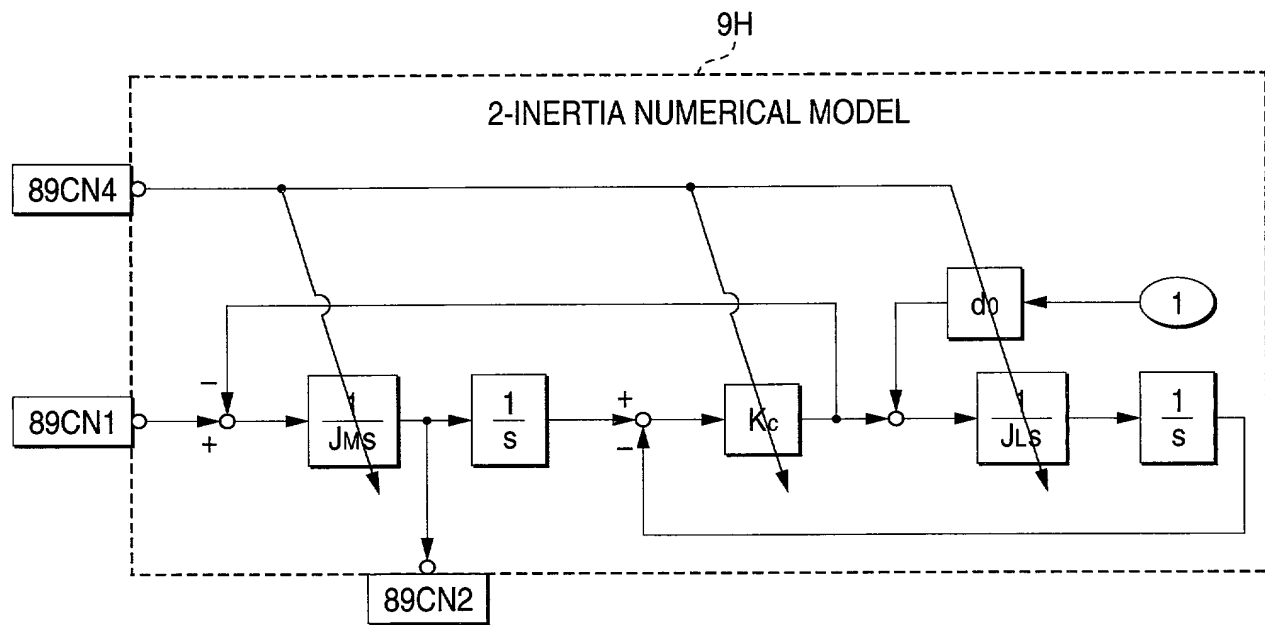 9H
2-INERTIA NUMERICAL MODEL
89CN4
d0
1
−
+
89CN1
1
JMs
1
s
+
−
Kc
1
JLs
1
s
89CN2